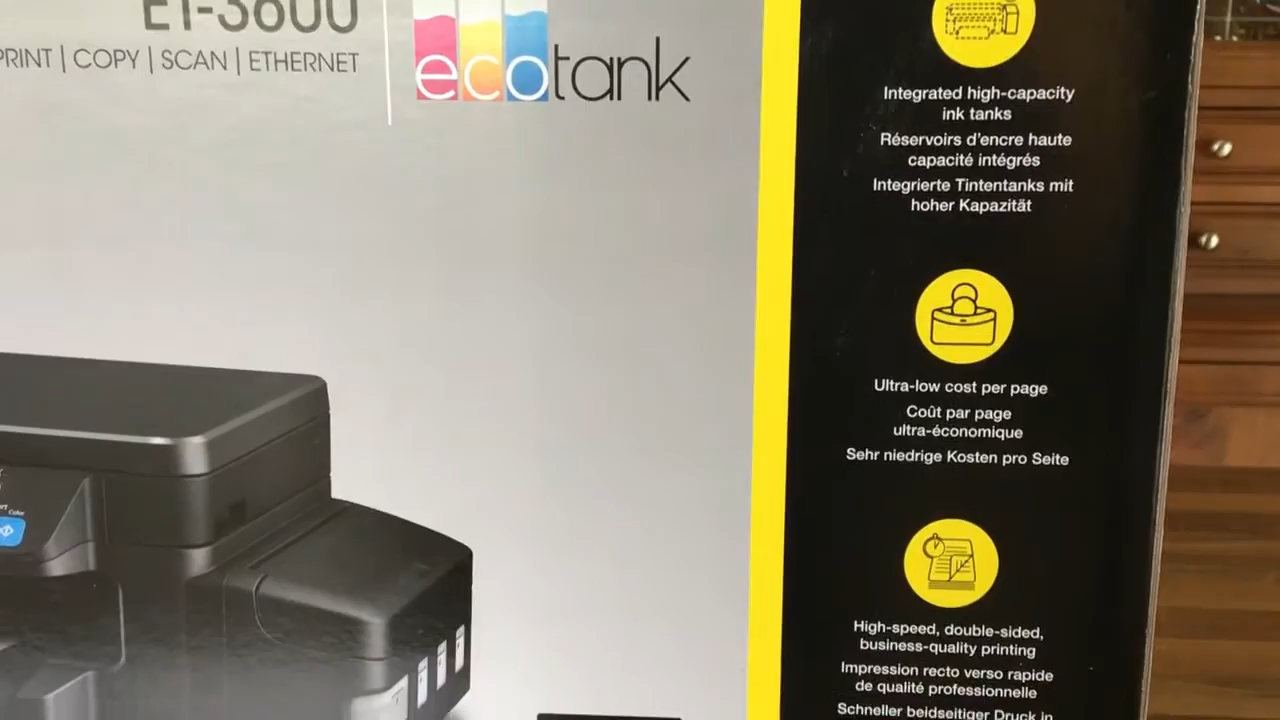 ET-3600
PRINT | COPY | SCAN | ETHERNET
ecotank
Integrated high-capacity
ink tanks
Réservoirs d'encre haute
capacité intégrés
Integrierte Tintentanks mit
hoher Kapazität
Ultra-low cost per page
Coût par page
ultra-économique
Sehr niedrige Kosten pro Seite
High-speed, double-sided,
business-quality printing
Impression recto verso rapide
de qualité professionnelle
Schneller beidseitiger Druck in
Color